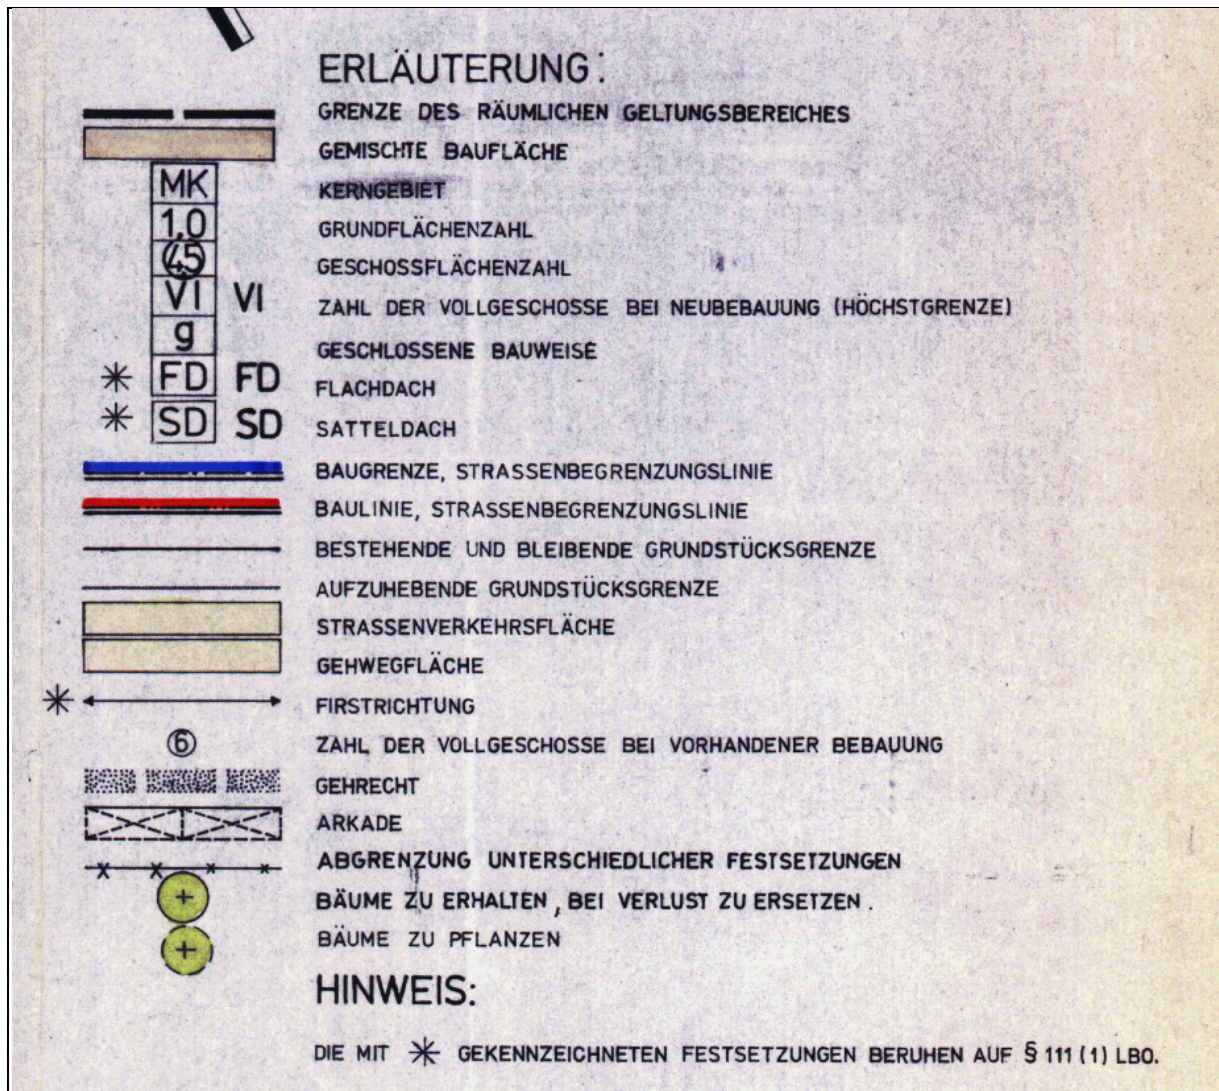 ERLÄUTERUNG:
GRENZE DES RÄUMLICHEN GELTUNGSBEREICHES
GEMISCHTE BAUFLÄCHE
MK KERNGEBIET
1,0 GRUNDFLÄCHENZAHL
4,5 GESCHOSSFLÄCHENZAHL
VI VI ZAHL DER VOLLGESCHOSSE BEI NEUBEBAUUNG (HÖCHSTGRENZE)
g GESCHLOSSENE BAUWEISE
* FD FD FLACHDACH
* SD SD SATTELDACH
BAUGRENZE, STRASSENBEGRENZUNGSLINIE
BAULINIE, STRASSENBEGRENZUNGSLINIE
BESTEHENDE UND BLEIBENDE GRUNDSTÜCKSGRENZE
AUFZUHEBENDE GRUNDSTÜCKSGRENZE
STRASSENVERKEHRSFLÄCHE
GEHWEGFLÄCHE
* FIRSTRICHTUNG
6 ZAHL DER VOLLGESCHOSSE BEI VORHANDENER BEBAUUNG
GEHRECHT
ARKADE
ABGRENZUNG UNTERSCHIEDLICHER FESTSETZUNGEN
BÄUME ZU ERHALTEN, BEI VERLUST ZU ERSETZEN.
BÄUME ZU PFLANZEN
HINWEIS:
DIE MIT * GEKENNZEICHNETEN FESTSETZUNGEN BERUHEN AUF § 111 (1) LBO.